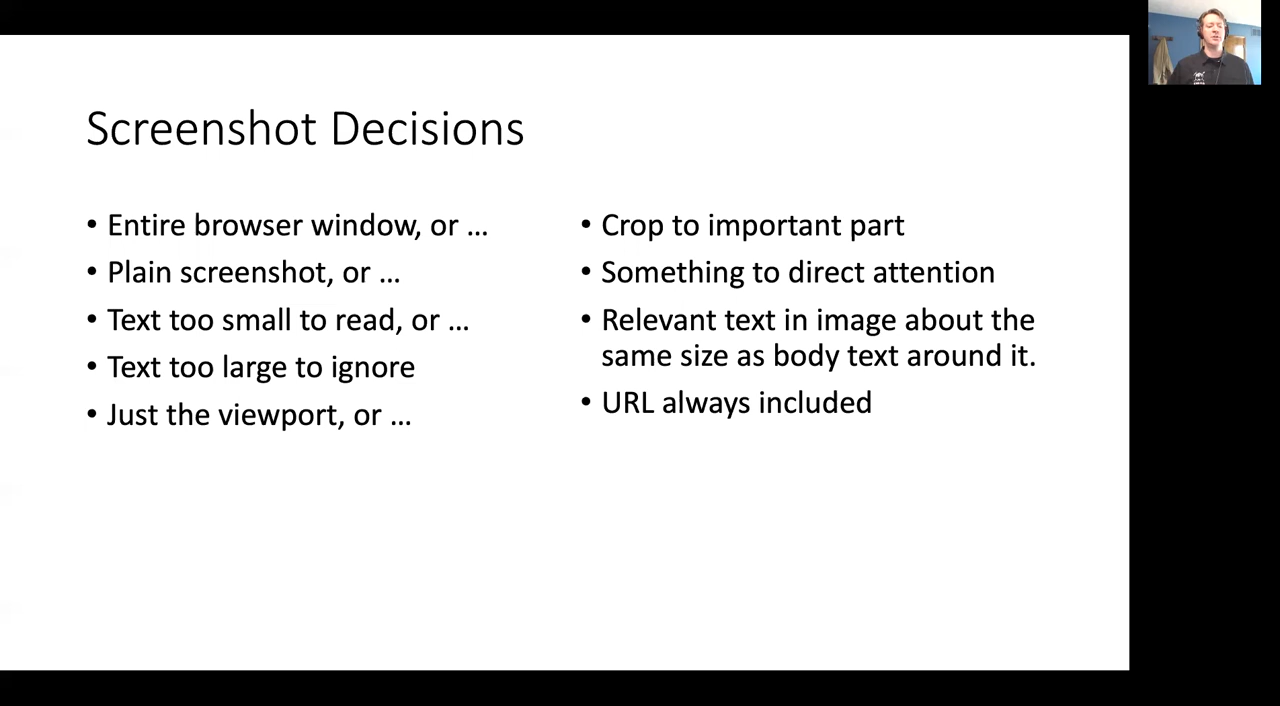 Screenshot Decisions
• Entire browser window, or …
• Plain screenshot, or …
• Text too small to read, or …
• Text too large to ignore
• Just the viewport, or …
• Crop to important part
• Something to direct attention
• Relevant text in image about the
same size as body text around it.
• URL always included